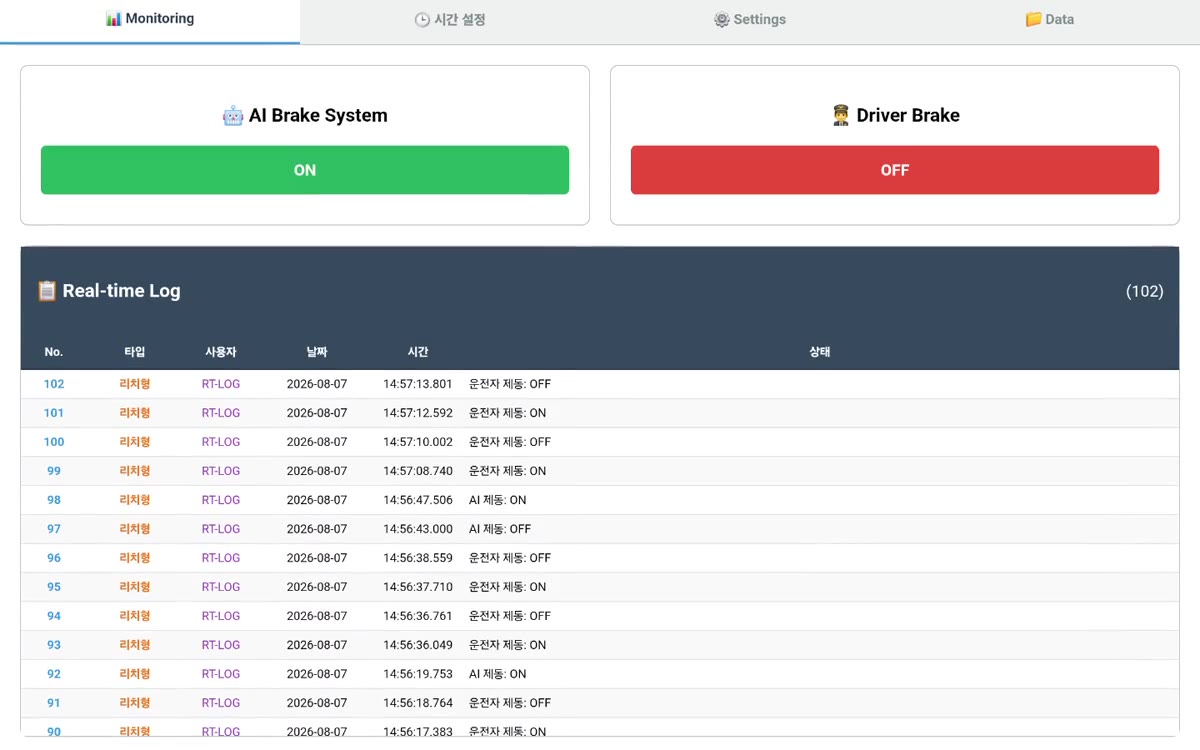 📊 Monitoring
🕒 시간 설정
⚙️ Settings
📁 Data
🤖 AI Brake System
ON
👨‍✈️ Driver Brake
OFF
📋 Real-time Log
(102)
No. 타입 사용자 날짜 시간 상태
102 리치형 RT-LOG 2026-08-07 14:57:13.801 운전자 제동: OFF
101 리치형 RT-LOG 2026-08-07 14:57:12.592 운전자 제동: ON
100 리치형 RT-LOG 2026-08-07 14:57:10.002 운전자 제동: OFF
99 리치형 RT-LOG 2026-08-07 14:57:08.740 운전자 제동: ON
98 리치형 RT-LOG 2026-08-07 14:56:47.506 AI 제동: ON
97 리치형 RT-LOG 2026-08-07 14:56:43.000 AI 제동: OFF
96 리치형 RT-LOG 2026-08-07 14:56:38.559 운전자 제동: OFF
95 리치형 RT-LOG 2026-08-07 14:56:37.710 운전자 제동: ON
94 리치형 RT-LOG 2026-08-07 14:56:36.761 운전자 제동: OFF
93 리치형 RT-LOG 2026-08-07 14:56:36.049 운전자 제동: ON
92 리치형 RT-LOG 2026-08-07 14:56:19.753 AI 제동: ON
91 리치형 RT-LOG 2026-08-07 14:56:18.764 운전자 제동: OFF
90 리치형 RT-LOG 2026-08-07 14:56:17.383 운전자 제동: ON